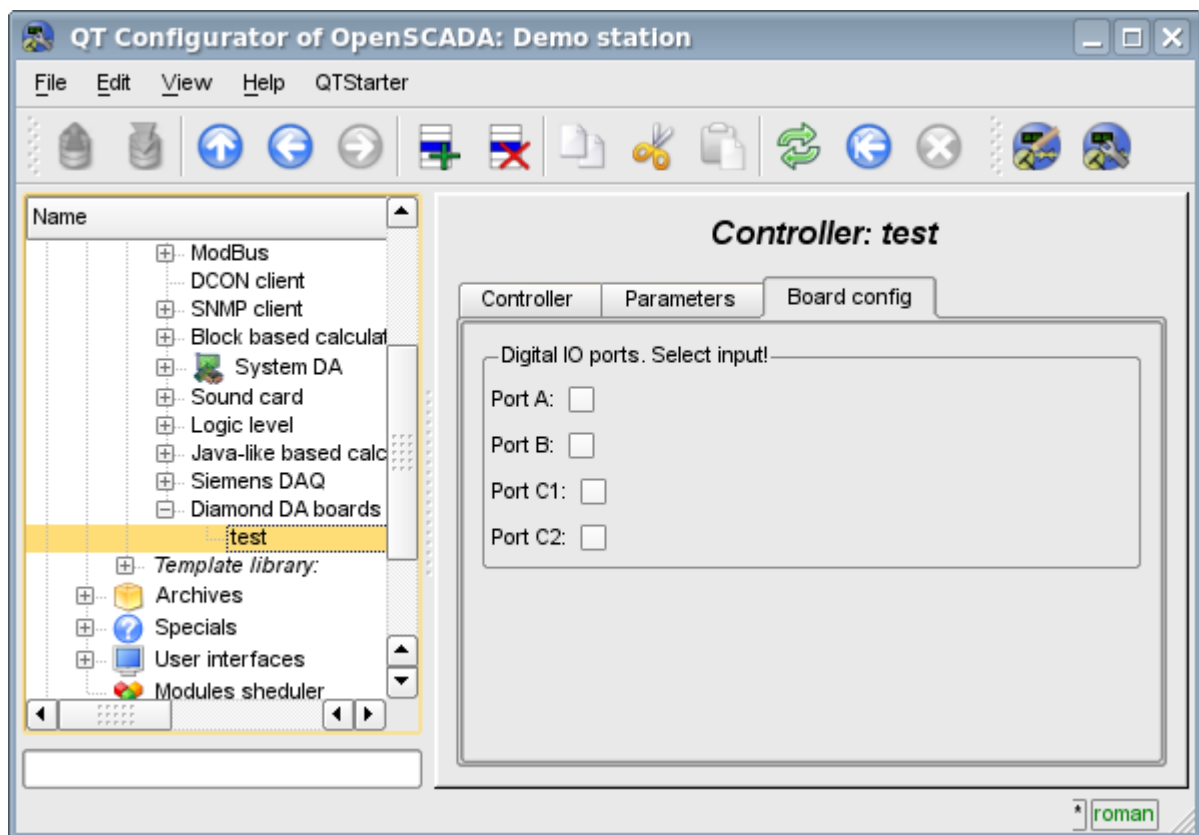 QT Configurator of OpenSCADA: Demo station
File Edit View Help QTStarter
Name
ModBus
DCON client
SNMP client
Block based calculat
System DA
Sound card
Logic level
Java-like based calc
Siemens DAQ
Diamond DA boards
test
Template library:
Archives
Specials
User interfaces
Modules sheduler
Controller: test
Controller Parameters Board config
Digital IO ports. Select input!
Port A:
Port B:
Port C1:
Port C2:
* roman